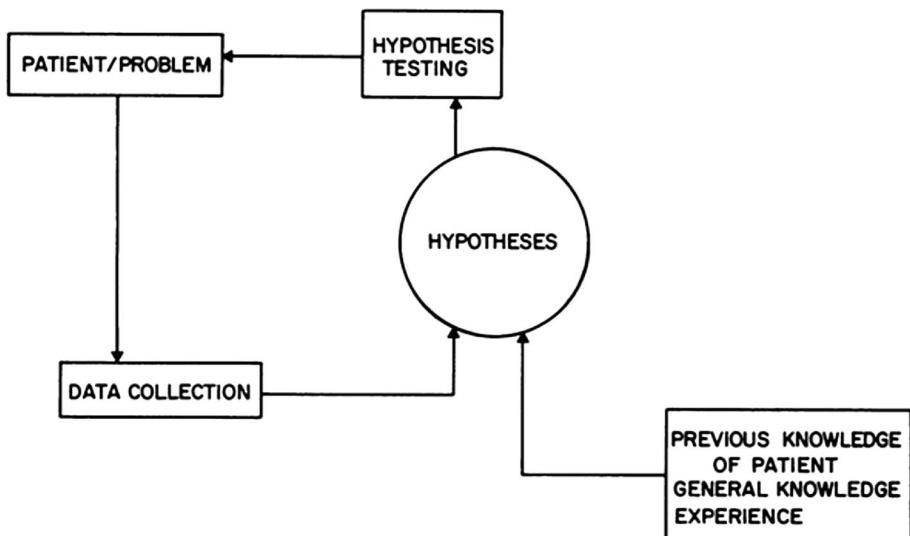 PATIENT/PROBLEM
HYPOTHESIS
TESTING
HYPOTHESES
DATA COLLECTION
PREVIOUS KNOWLEDGE
OF PATIENT
GENERAL KNOWLEDGE
EXPERIENCE